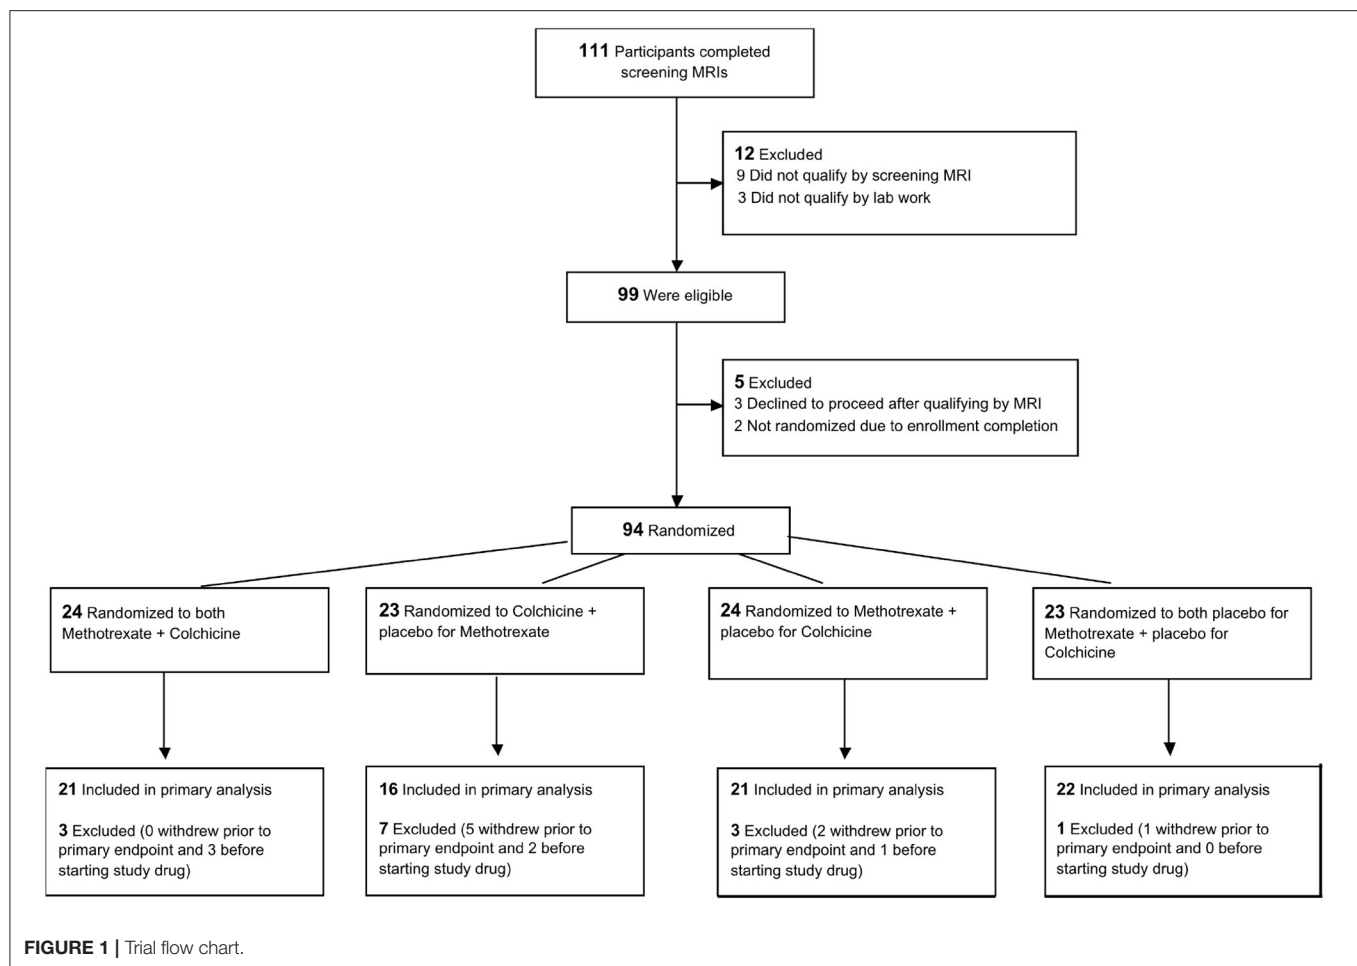 111 Participants completed
screening MRIs
12 Excluded
9 Did not qualify by screening MRI
3 Did not qualify by lab work
99 Were eligible
5 Excluded
3 Declined to proceed after qualifying by MRI
2 Not randomized due to enrollment completion
94 Randomized
24 Randomized to both
Methotrexate + Colchicine
23 Randomized to Colchicine +
placebo for Methotrexate
24 Randomized to Methotrexate +
placebo for Colchicine
23 Randomized to both placebo for
Methotrexate + placebo for
Colchicine
21 Included in primary analysis
3 Excluded (0 withdrew prior to
primary endpoint and 3 before
starting study drug)
16 Included in primary analysis
7 Excluded (5 withdrew prior to
primary endpoint and 2 before
starting study drug)
21 Included in primary analysis
3 Excluded (2 withdrew prior to
primary endpoint and 1 before
starting study drug)
22 Included in primary analysis
1 Excluded (1 withdrew prior to
primary endpoint and 0 before
starting study drug)
FIGURE 1 | Trial flow chart.